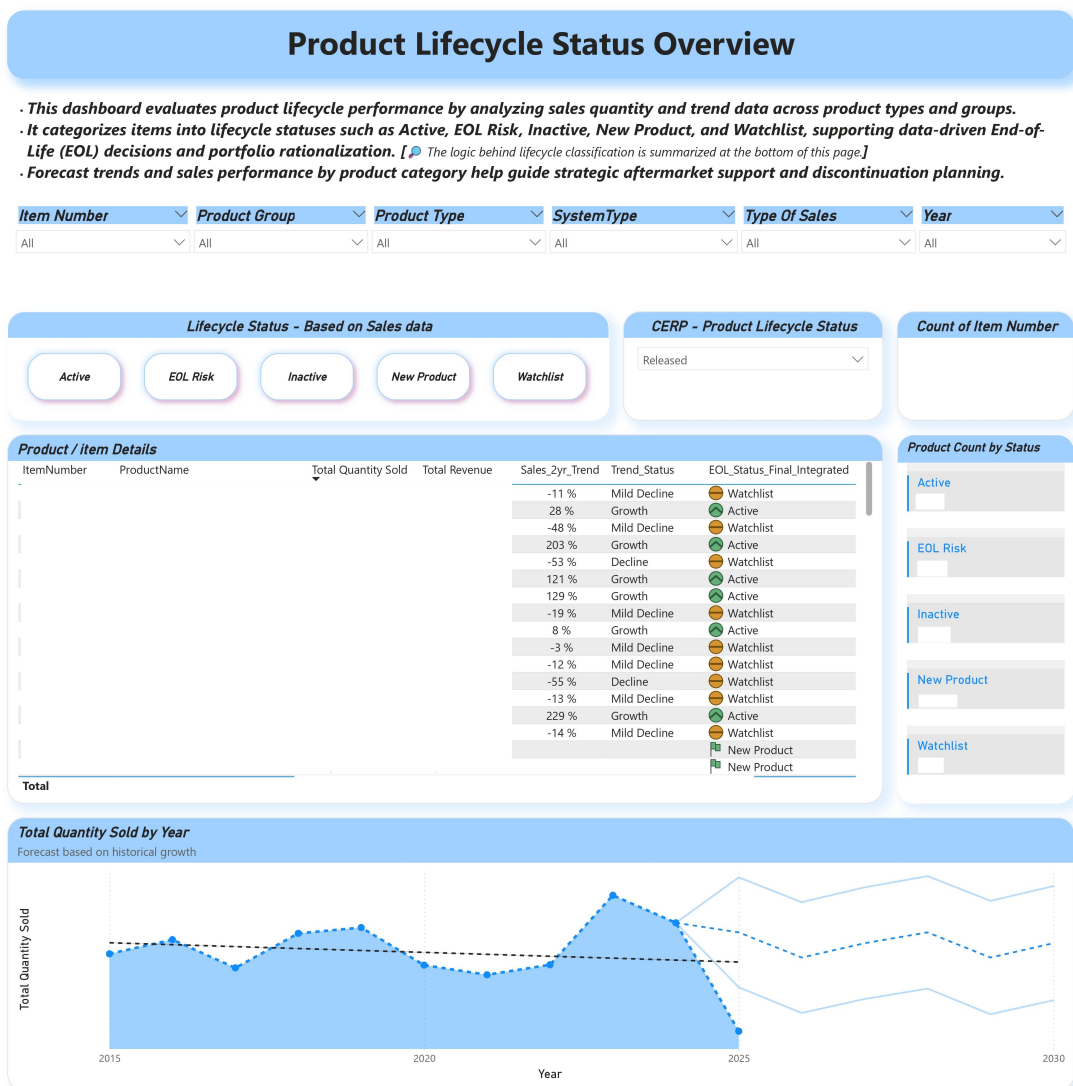 Product Lifecycle Status Overview
· This dashboard evaluates product lifecycle performance by analyzing sales quantity and trend data across product types and groups.
· It categorizes items into lifecycle statuses such as Active, EOL Risk, Inactive, New Product, and Watchlist, supporting data-driven End-of-
Life (EOL) decisions and portfolio rationalization. [🔎 The logic behind lifecycle classification is summarized at the bottom of this page.]
· Forecast trends and sales performance by product category help guide strategic aftermarket support and discontinuation planning.
Item Number Product Group Product Type SystemType Type Of Sales Year
All All All All All All
Lifecycle Status - Based on Sales data
Active EOL Risk Inactive New Product Watchlist
CERP - Product Lifecycle Status
Released
Count of Item Number
Product / item Details
ItemNumber ProductName Total Quantity Sold Total Revenue Sales_2yr_Trend Trend_Status EOL_Status_Final_Integrated
-11 % Mild Decline Watchlist
28 % Growth Active
-48 % Mild Decline Watchlist
203 % Growth Active
-53 % Decline Watchlist
121 % Growth Active
129 % Growth Active
-19 % Mild Decline Watchlist
8 % Growth Active
-3 % Mild Decline Watchlist
-12 % Mild Decline Watchlist
-55 % Decline Watchlist
-13 % Mild Decline Watchlist
229 % Growth Active
-14 % Mild Decline Watchlist
New Product
New Product
Total
Product Count by Status
Active
EOL Risk
Inactive
New Product
Watchlist
Total Quantity Sold by Year
Forecast based on historical growth
Total Quantity Sold
2015 2020 2025 2030
Year